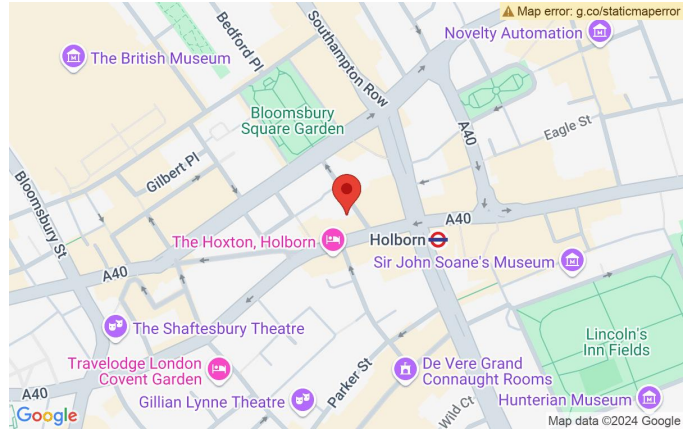 Map error: g.co/staticmaperror
Novelty Automation
Southampton Row
Bedford Pl
The British Museum
Bloomsbury
Square Garden
A40
Eagle St
Gilbert Pl
Bloomsbury St
A40
The Hoxton, Holborn
Holborn
Sir John Soane's Museum
A40
The Shaftesbury Theatre
Lincoln's
Inn Fields
Travelodge London
Covent Garden
De Vere Grand
Connaught Rooms
Parker St
A40
Gillian Lynne Theatre
Wild Ct
Hunterian Museum
Google
Map data ©2024 Google